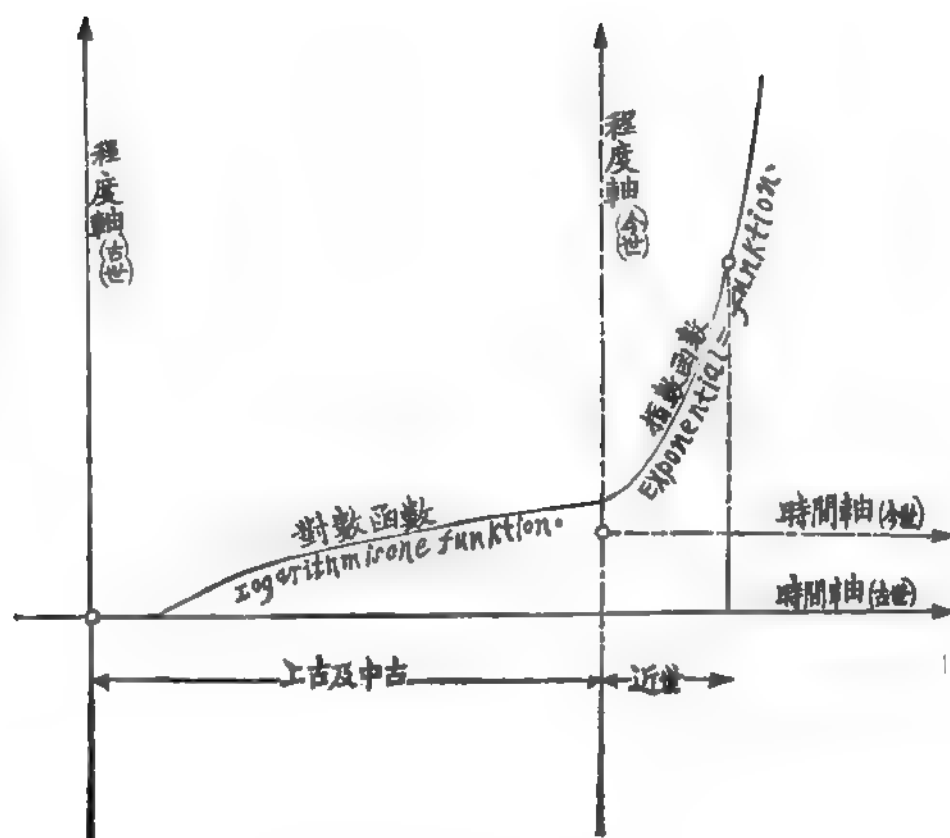 程度軸(古世)
程度軸(今世)
指數函數
Exponential= funktion.
對數函數
Logarithmisone funktion.
時間軸(今世)
時間軸(古世)
上古及中古
近世